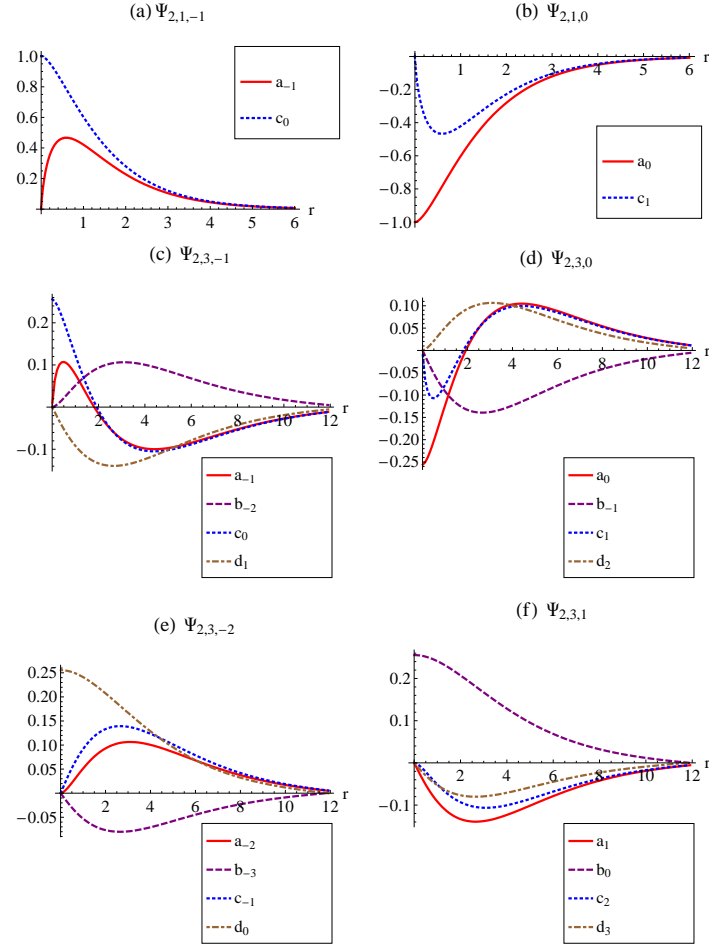 (a) Ψ2,1,−1
1.0
0.8
0.6
0.4
0.2
1 2 3 4 5 6
r
a−1
c0
(b) Ψ2,1,0
1 2 3 4 5 6
r
−0.2
−0.4
−0.6
−0.8
−1.0
a0
c1
(c) Ψ2,3,−1
0.2
0.1
−0.1
2 4 6 8 10 12
r
a−1
b−2
c0
d1
(d) Ψ2,3,0
0.10
0.05
−0.05
−0.10
−0.15
−0.20
−0.25
2 4 6 8 10 12
r
a0
b−1
c1
d2
(e) Ψ2,3,−2
0.25
0.20
0.15
0.10
0.05
−0.05
2 4 6 8 10 12
r
a−2
b−3
c−1
d0
(f) Ψ2,3,1
0.2
−0.1
2 4 6 8 10 12
r
a1
b0
c2
d3